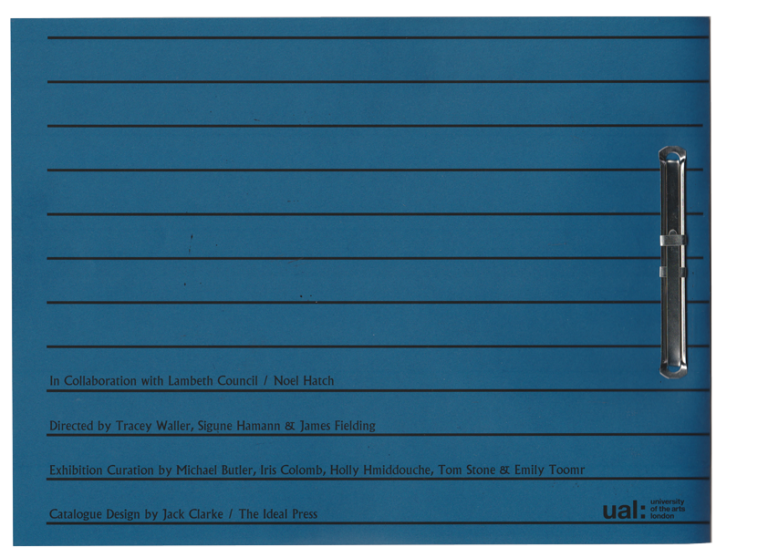 In Collaboration with Lambeth Council / Noel Hatch
Directed by Tracey Waller, Sigune Hamann & James Fielding
Exhibition Curation by Michael Butler, Iris Colomb, Holly Hmiddouche, Tom Stone & Emily Toomr
Catalogue Design by Jack Clarke / The Ideal Press
ual: university
of the arts
london